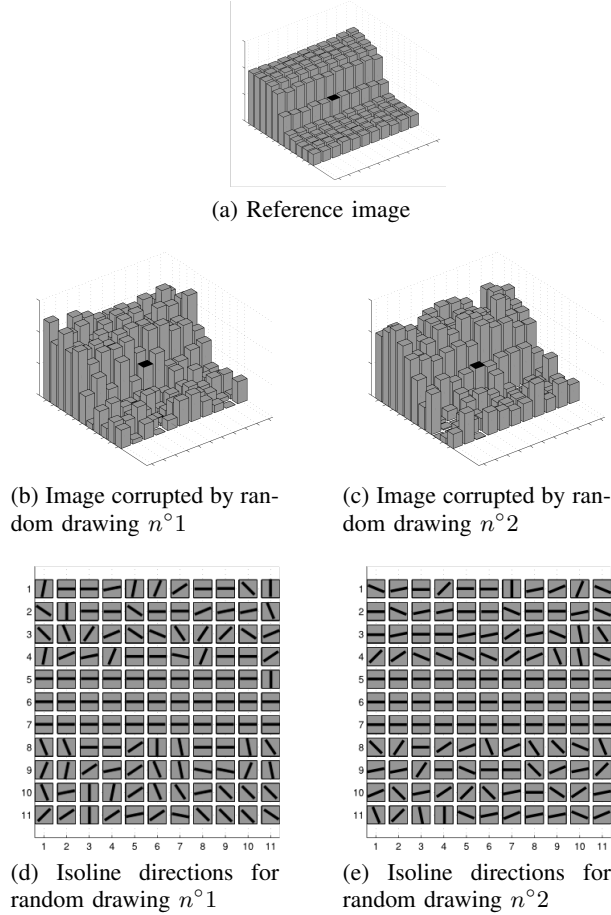 (a) Reference image
(b) Image corrupted by ran-
dom drawing n°1
(c) Image corrupted by ran-
dom drawing n°2
1
2
3
4
5
6
7
8
9
10
11
1 2 3 4 5 6 7 8 9 10 11
1
2
3
4
5
6
7
8
9
10
11
1 2 3 4 5 6 7 8 9 10 11
(d) Isoline directions for
random drawing n°1
(e) Isoline directions for
random drawing n°2